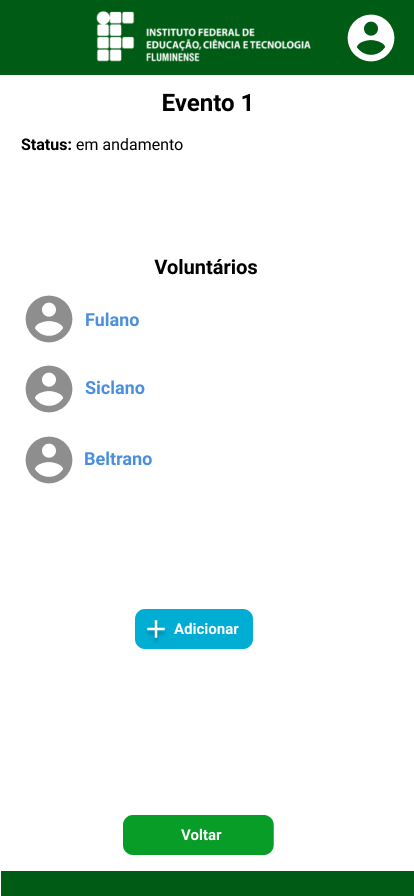 INSTITUTO FEDERAL DE
EDUCAÇÃO, CIÊNCIA E TECNOLOGIA
FLUMINENSE
Evento 1
Status: em andamento
Voluntários
Fulano
Siclano
Beltrano
Adicionar
Voltar